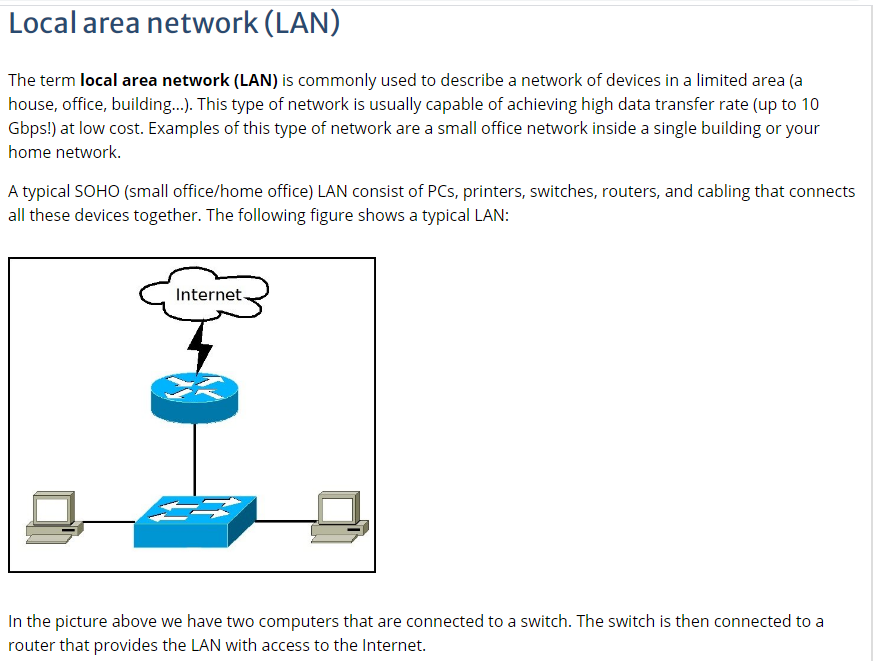 Local area network (LAN)
The term local area network (LAN) is commonly used to describe a network of devices in a limited area (a
house, office, building...). This type of network is usually capable of achieving high data transfer rate (up to 10
Gbps!) at low cost. Examples of this type of network are a small office network inside a single building or your
home network.
A typical SOHO (small office/home office) LAN consist of PCs, printers, switches, routers, and cabling that connects
all these devices together. The following figure shows a typical LAN:
Internet
In the picture above we have two computers that are connected to a switch. The switch is then connected to a
router that provides the LAN with access to the Internet.